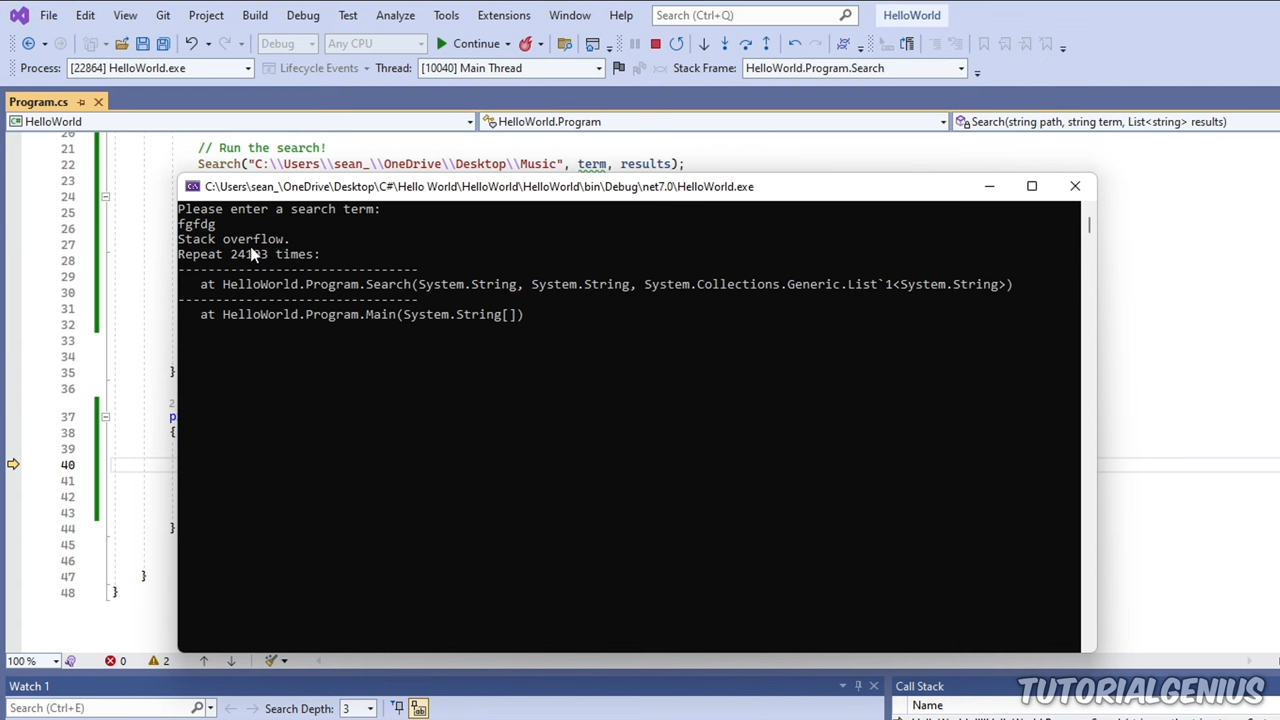 File Edit View Git Project Build Debug Test Analyze Tools Extensions Window Help Search (Ctrl+Q) HelloWorld
Debug Any CPU Continue
Process: [22864] HelloWorld.exe Lifecycle Events Thread: [10040] Main Thread Stack Frame: HelloWorld.Program.Search
Program.cs
HelloWorld HelloWorld.Program Search(string path, string term, List<string> results)
20
21 // Run the search!
22 Search("C:\\Users\\sean_\\OneDrive\\Desktop\\Music", term, results);
23
C:\Users\sean_\OneDrive\Desktop\C#\Hello World\HelloWorld\HelloWorld\bin\Debug\net7.0\HelloWorld.exe
24
25
26
27
28
29
30
31
32
33
34
35 }
36
2
37 p
38 {
39
40
41
42
43
44 }
45
46
47 }
48 }
Please enter a search term:
fgfdg
Stack overflow.
Repeat times:
--------------------------------
at HelloWorld.Program.Search(System.String, System.String, System.Collections.Generic.List`1<System.String>)
--------------------------------
at HelloWorld.Program.Main(System.String[])
100 % 0 2
Watch 1 Call Stack
Search (Ctrl+E) Search Depth: 3 Name
TUTORIALGENIUS